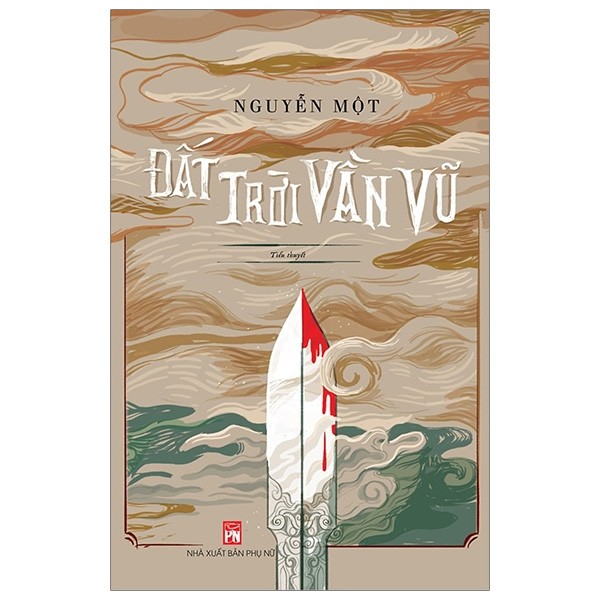 NGUYỄN MỘT
ĐẤT TRỜI VẦN VŨ
Tiểu thuyết
PN
NHÀ XUẤT BẢN PHỤ NỮ